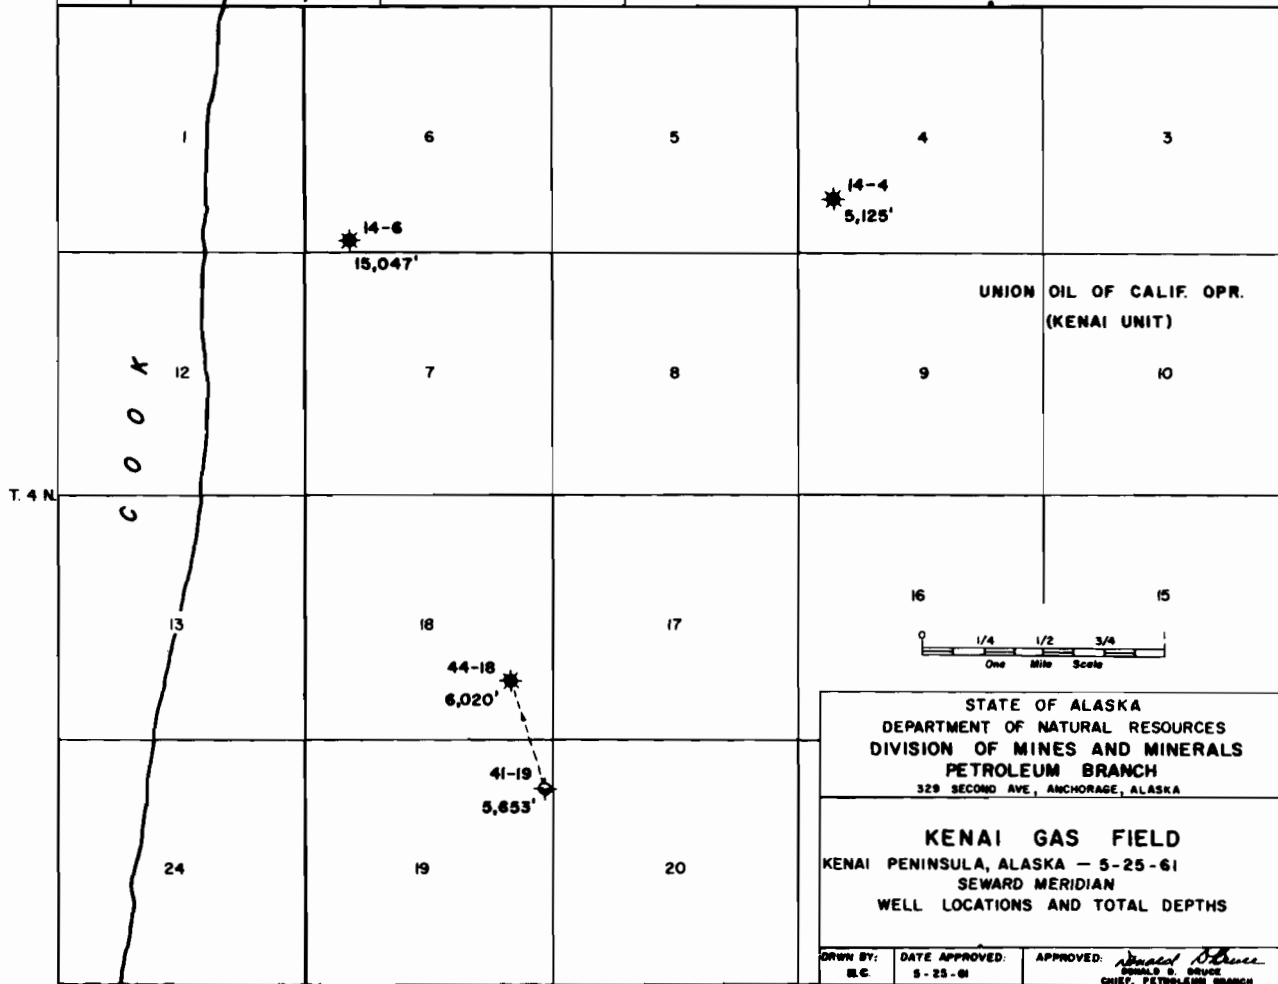 1
6
5
4
3
14-4
5,125'
14-6
15,047'
UNION OIL OF CALIF. OPR.
(KENAI UNIT)
COOK
12
7
8
9
10
T. 4 N.
13
18
17
16
15
0 1/4 1/2 3/4 1
One Mile Scale
44-18
6,020'
41-19
5,653'
24
19
20
STATE OF ALASKA
DEPARTMENT OF NATURAL RESOURCES
DIVISION OF MINES AND MINERALS
PETROLEUM BRANCH
329 SECOND AVE, ANCHORAGE, ALASKA
KENAI GAS FIELD
KENAI PENINSULA, ALASKA – 5-25-61
SEWARD MERIDIAN
WELL LOCATIONS AND TOTAL DEPTHS
DRWN BY:
DATE APPROVED:
5-25-61
APPROVED: Donald D Bruce
DONALD D. BRUCE
CHIEF, PETROLEUM BRANCH